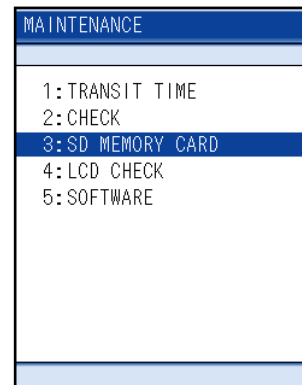 MAINTENANCE
1:TRANSIT TIME
2:CHECK
3:SD MEMORY CARD
4:LCD CHECK
5:SOFTWARE